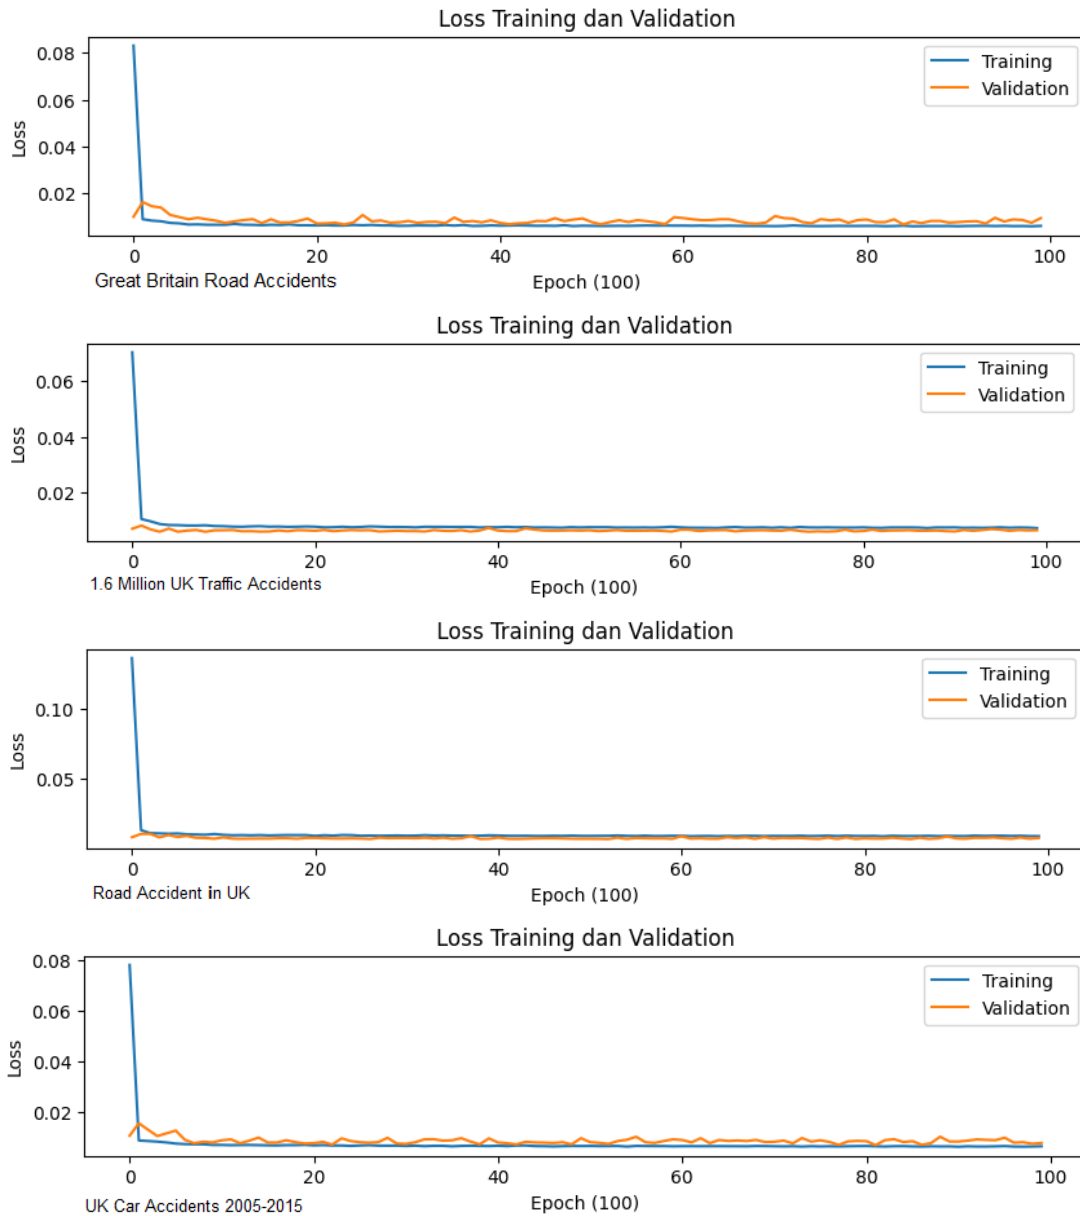 Loss Training dan Validation
0.08
0.06
0.04
0.02
Loss
Training
Validation
0 20 40 60 80 100
Great Britain Road Accidents
Epoch (100)
Loss Training dan Validation
0.06
0.04
0.02
Loss
Training
Validation
0 20 40 60 80 100
1.6 Million UK Traffic Accidents
Epoch (100)
Loss Training dan Validation
0.10
0.05
Loss
Training
Validation
0 20 40 60 80 100
Road Accident in UK
Epoch (100)
Loss Training dan Validation
0.08
0.06
0.04
0.02
Loss
Training
Validation
0 20 40 60 80 100
UK Car Accidents 2005-2015
Epoch (100)